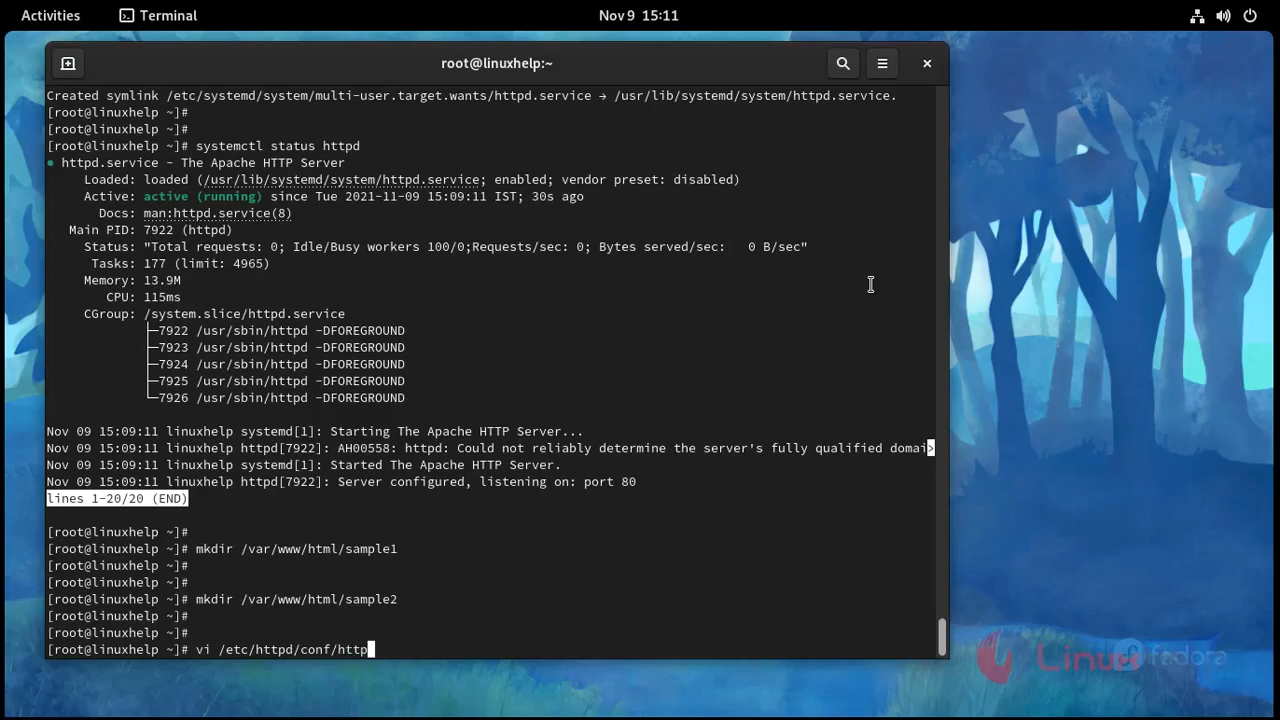 Activities Terminal Nov 9 15:11
root@linuxhelp:~
Created symlink /etc/systemd/system/multi-user.target.wants/httpd.service → /usr/lib/systemd/system/httpd.service.
[root@linuxhelp ~]#
[root@linuxhelp ~]#
[root@linuxhelp ~]# systemctl status httpd
● httpd.service - The Apache HTTP Server
Loaded: loaded (/usr/lib/systemd/system/httpd.service; enabled; vendor preset: disabled)
Active: active (running) since Tue 2021-11-09 15:09:11 IST; 30s ago
Docs: man:httpd.service(8)
Main PID: 7922 (httpd)
Status: "Total requests: 0; Idle/Busy workers 100/0;Requests/sec: 0; Bytes served/sec:   0 B/sec"
Tasks: 177 (limit: 4965)
Memory: 13.9M
CPU: 115ms
CGroup: /system.slice/httpd.service
├─7922 /usr/sbin/httpd -DFOREGROUND
├─7923 /usr/sbin/httpd -DFOREGROUND
├─7924 /usr/sbin/httpd -DFOREGROUND
├─7925 /usr/sbin/httpd -DFOREGROUND
└─7926 /usr/sbin/httpd -DFOREGROUND
Nov 09 15:09:11 linuxhelp systemd[1]: Starting The Apache HTTP Server...
Nov 09 15:09:11 linuxhelp httpd[7922]: AH00558: httpd: Could not reliably determine the server's fully qualified domai>
Nov 09 15:09:11 linuxhelp systemd[1]: Started The Apache HTTP Server.
Nov 09 15:09:11 linuxhelp httpd[7922]: Server configured, listening on: port 80
lines 1-20/20 (END)
[root@linuxhelp ~]#
[root@linuxhelp ~]# mkdir /var/www/html/sample1
[root@linuxhelp ~]#
[root@linuxhelp ~]#
[root@linuxhelp ~]# mkdir /var/www/html/sample2
[root@linuxhelp ~]#
[root@linuxhelp ~]#
[root@linuxhelp ~]# vi /etc/httpd/conf/http
fedora